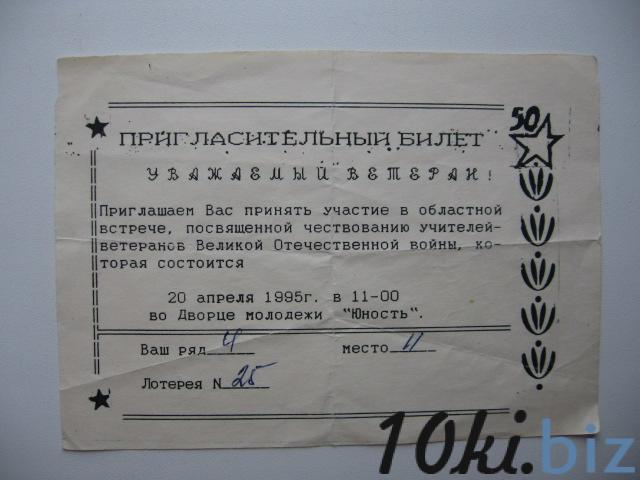 50
ПРИГЛАСИТЕЛЬНЫЙ БИЛЕТ
УВАЖАЕМЫЙ ВЕТЕРАН!
Приглашаем Вас принять участие в областной
встрече, посвященной чествованию учителей-
ветеранов Великой Отечественной войны, ко-
торая состоится
20 апреля 1995г. в 11-00
во Дворце молодежи "Юность".
Ваш ряд 4 место 11
Лотерея N 25
10ki.biz